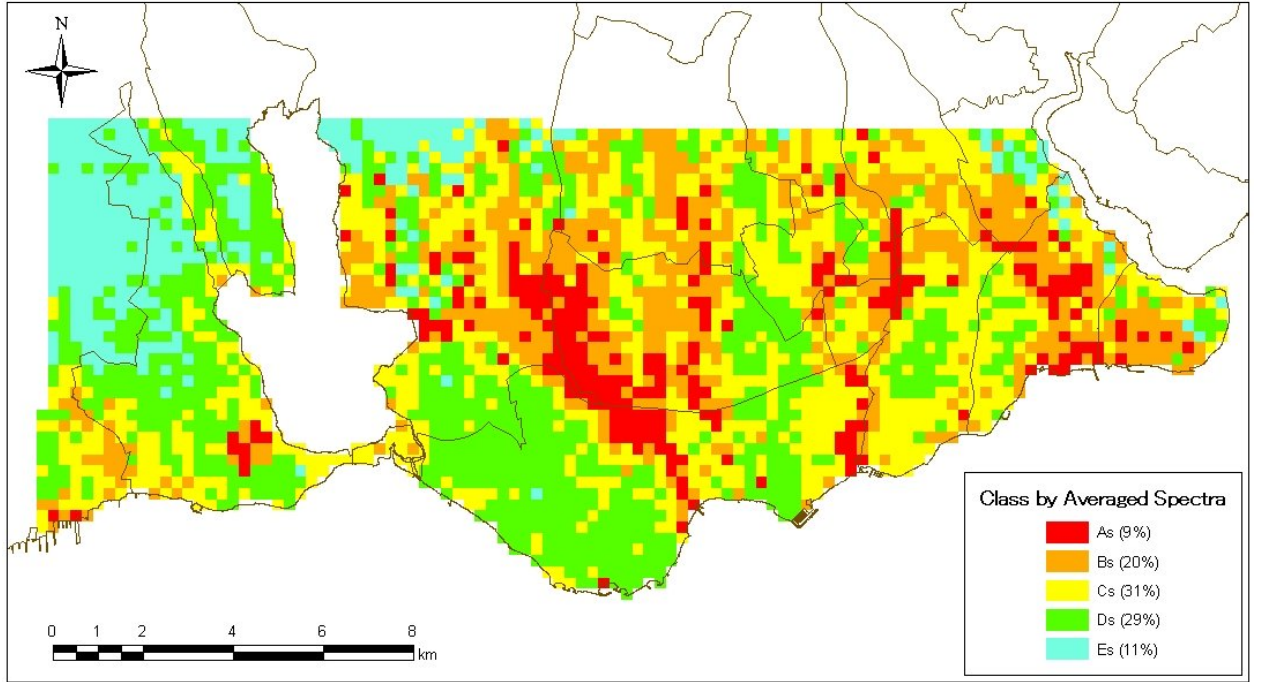 N
Class by Averaged Spectra
As (9%)
Bs (20%)
Cs (31%)
Ds (29%)
Es (11%)
0 1 2 4 6 8
km